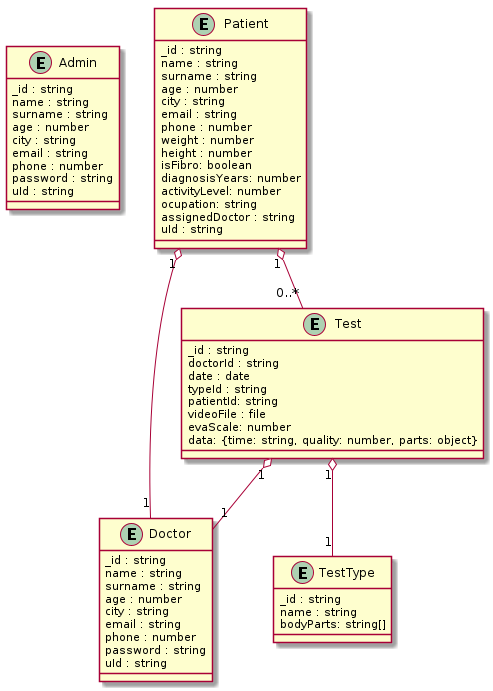 E Patient
_id : string
name : string
surname : string
age : number
city : string
email : string
phone : number
weight : number
height : number
isFibro: boolean
diagnosisYears: number
activityLevel: number
ocupation: string
assignedDoctor : string
uId : string
E Admin
_id : string
name : string
surname : string
age : number
city : string
email : string
phone : number
password : string
uId : string
1
1
0..*
E Test
_id : string
doctorId : string
date : date
typeId : string
patientId: string
videoFile : file
evaScale: number
data: {time: string, quality: number, parts: object}
1
1
1
1
1
E Doctor
_id : string
name : string
surname : string
age : number
city : string
email : string
phone : number
password : string
uId : string
E TestType
_id : string
name : string
bodyParts: string[]